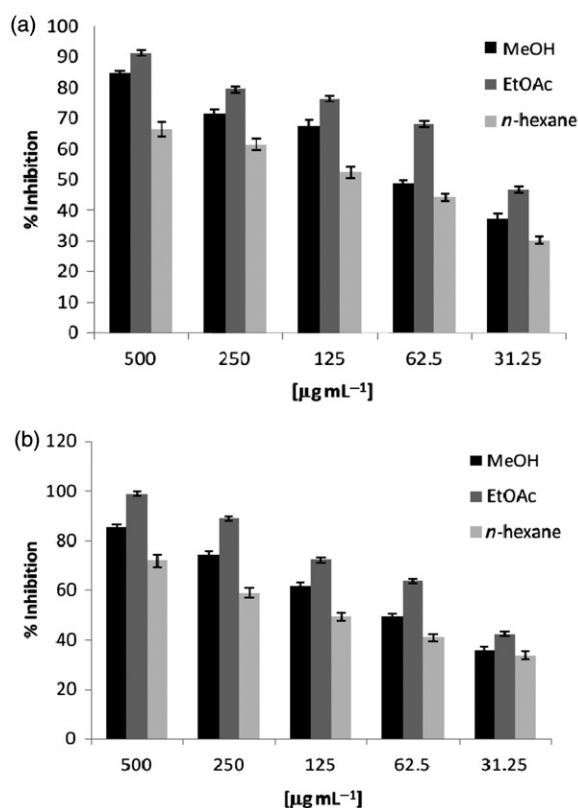 (a)
100
90
80
70
60
50
40
30
20
10
0
% Inhibition
MeOH
EtOAc
n-hexane
500 250 125 62.5 31.25
[µg mL⁻¹]
(b)
120
100
80
60
40
20
0
% Inhibition
MeOH
EtOAc
n-hexane
500 250 125 62.5 31.25
[µg mL⁻¹]